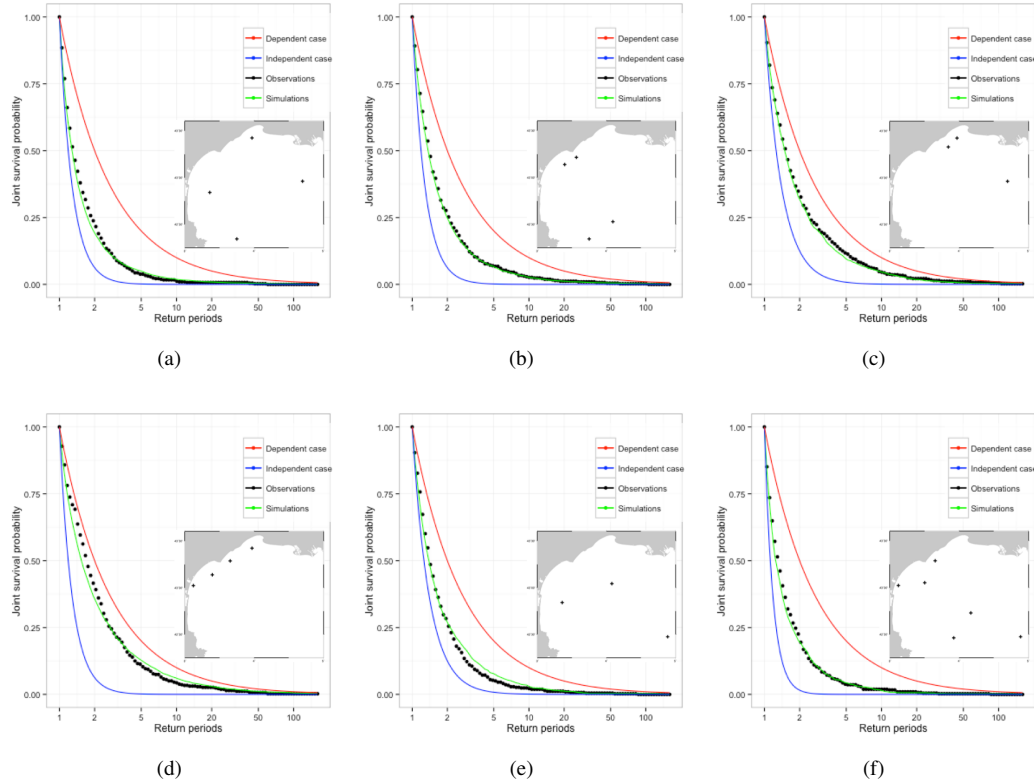 1.00
0.75
0.50
0.25
0.00
Joint survival probability
Dependent case
Independent case
Observations
Simulations
1 2 5 10 20 50 100
Return periods
(a)
1.00
0.75
0.50
0.25
0.00
Joint survival probability
Dependent case
Independent case
Observations
Simulations
1 2 5 10 20 50 100
Return periods
(b)
1.00
0.75
0.50
0.25
0.00
Joint survival probability
Dependent case
Independent case
Observations
Simulations
1 2 5 10 20 50 100
Return periods
(c)
1.00
0.75
0.50
0.25
0.00
Joint survival probability
Dependent case
Independent case
Observations
Simulations
1 2 5 10 20 50 100
Return periods
(d)
1.00
0.75
0.50
0.25
0.00
Joint survival probability
Dependent case
Independent case
Observations
Simulations
1 2 5 10 20 50 100
Return periods
(e)
1.00
0.75
0.50
0.25
0.00
Joint survival probability
Dependent case
Independent case
Observations
Simulations
1 2 5 10 20 50 100
Return periods
(f)